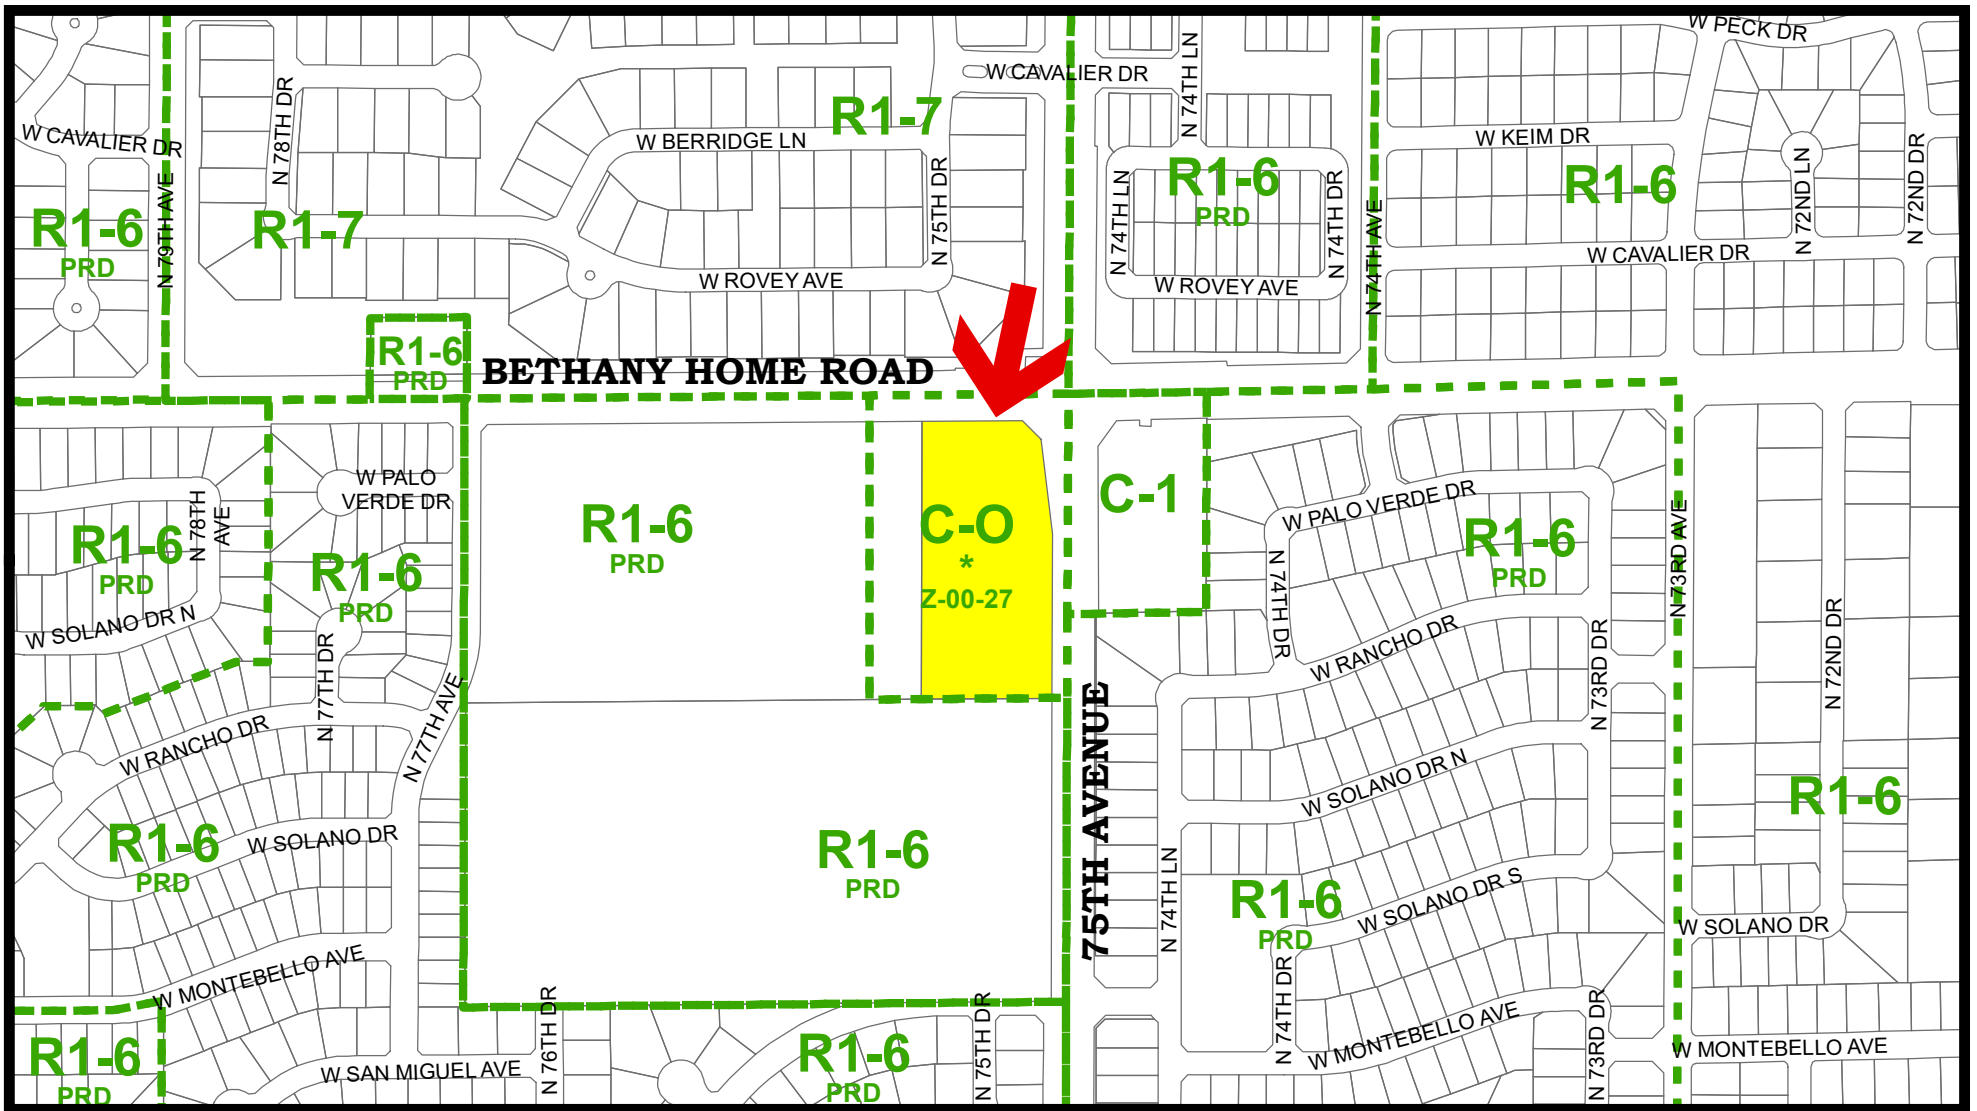 W PECK DR
W CAVALIER DR
N 74TH LN
N 78TH DR
R1-7
W CAVALIER DR
W BERRIDGE LN
W KEIM DR
N 72ND LN
N 72ND DR
R1-6
PRD
N 79TH AVE
R1-7
N 75TH DR
N 74TH LN
R1-6
PRD
N 74TH DR
N 74TH AVE
R1-6
W CAVALIER DR
W ROVEY AVE
W ROVEY AVE
R1-6
PRD
BETHANY HOME ROAD
W PALO
VERDE DR
N 78TH
AVE
R1-6
PRD
R1-6
PRD
R1-6
PRD
C-O
*
Z-00-27
C-1
W PALO VERDE DR
R1-6
PRD
N 73RD AVE
N 74TH DR
W SOLANO DR N
N 77TH DR
N 77TH AVE
W RANCHO DR
W RANCHO DR
N 73RD DR
N 72ND DR
75TH AVENUE
W SOLANO DR N
R1-6
R1-6
PRD
W SOLANO DR
R1-6
PRD
N 74TH LN
R1-6
PRD
W SOLANO DR S
W SOLANO DR
W MONTEBELLO AVE
N 76TH DR
N 75TH DR
N 74TH DR
W MONTEBELLO AVE
N 73RD DR
W MONTEBELLO AVE
R1-6
PRD
W SAN MIGUEL AVE
R1-6
PRD